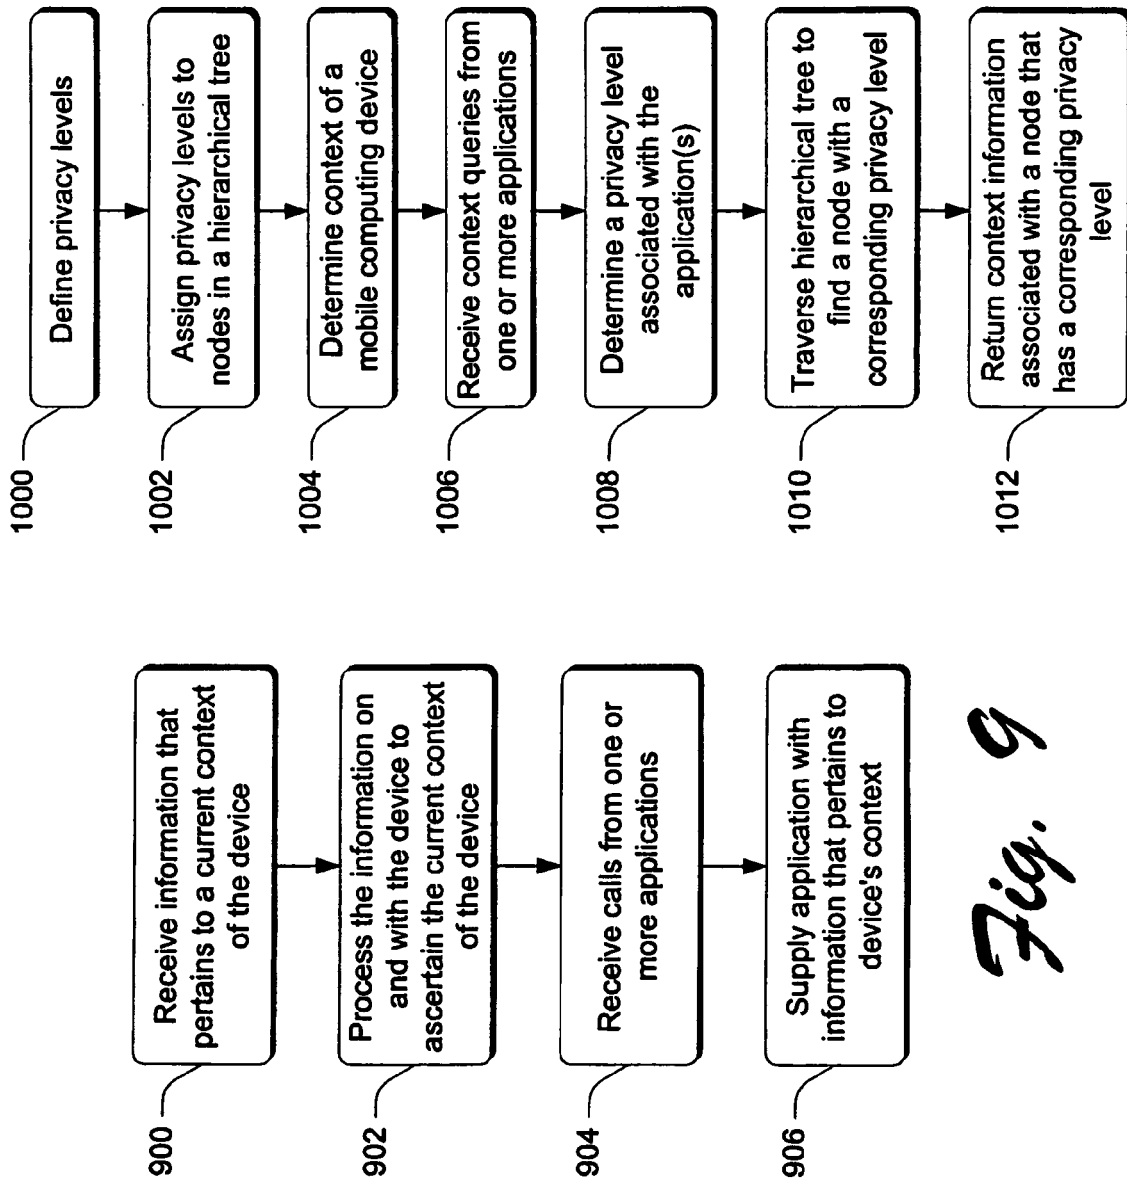 900
Receive information that
pertains to a current context
of the device
902
Process the information on
and with the device to
ascertain the current context
of the device
904
Receive calls from one or
more applications
906
Supply application with
information that pertains to
device's context
Fig. 9
1000
Define privacy levels
1002
Assign privacy levels to
nodes in a hierarchical tree
1004
Determine context of a
mobile computing device
1006
Receive context queries from
one or more applications
1008
Determine a privacy level
associated with the
application(s)
1010
Traverse hierarchical tree to
find a node with a
corresponding privacy level
1012
Return context information
associated with a node that
has a corresponding privacy
level